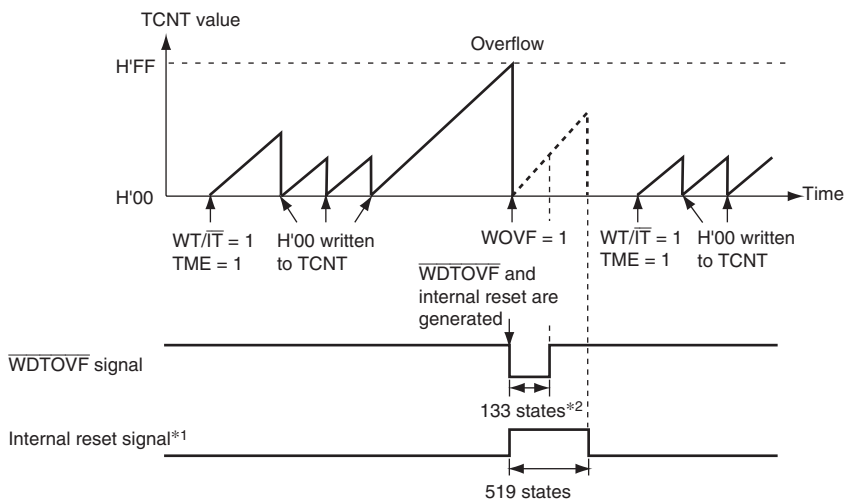 TCNT value
Overflow
H'FF
H'00
Time
WT/IT = 1
TME = 1
H'00 written
to TCNT
WOVF = 1
WT/IT = 1
TME = 1
H'00 written
to TCNT
WDTOVF and
internal reset are
generated
WDTOVF signal
133 states*2
Internal reset signal*1
519 states